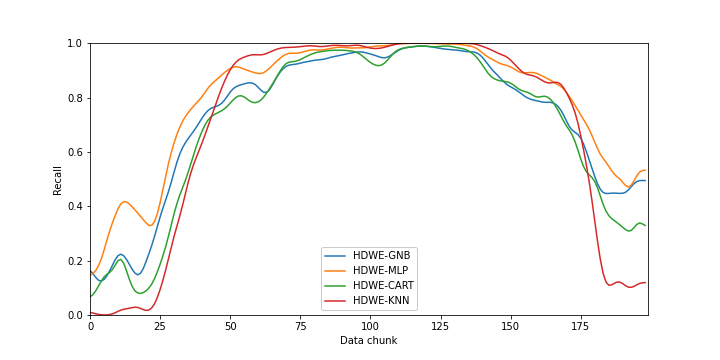 1.0
0.8
0.6
0.4
0.2
0.0
Recall
0 25 50 75 100 125 150 175
Data chunk
HDWE-GNB
HDWE-MLP
HDWE-CART
HDWE-KNN